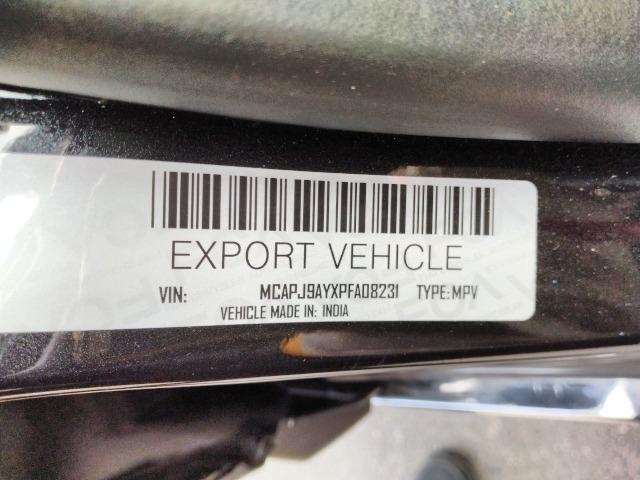 EXPORT VEHICLE
VIN: MCAPJ9AYXPFA08231 TYPE:MPV
VEHICLE MADE IN: INDIA